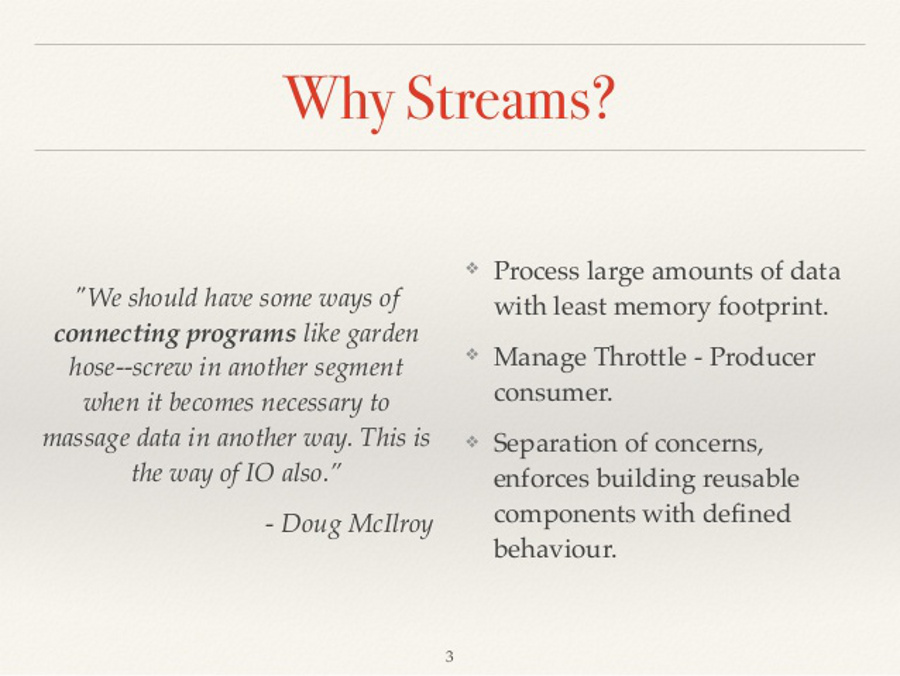 Why Streams?
"We should have some ways of
connecting programs like garden
hose--screw in another segment
when it becomes necessary to
massage data in another way. This is
the way of IO also.”
- Doug McIlroy
❖ Process large amounts of data
with least memory footprint.
❖ Manage Throttle - Producer
consumer.
❖ Separation of concerns,
enforces building reusable
components with defined
behaviour.
3